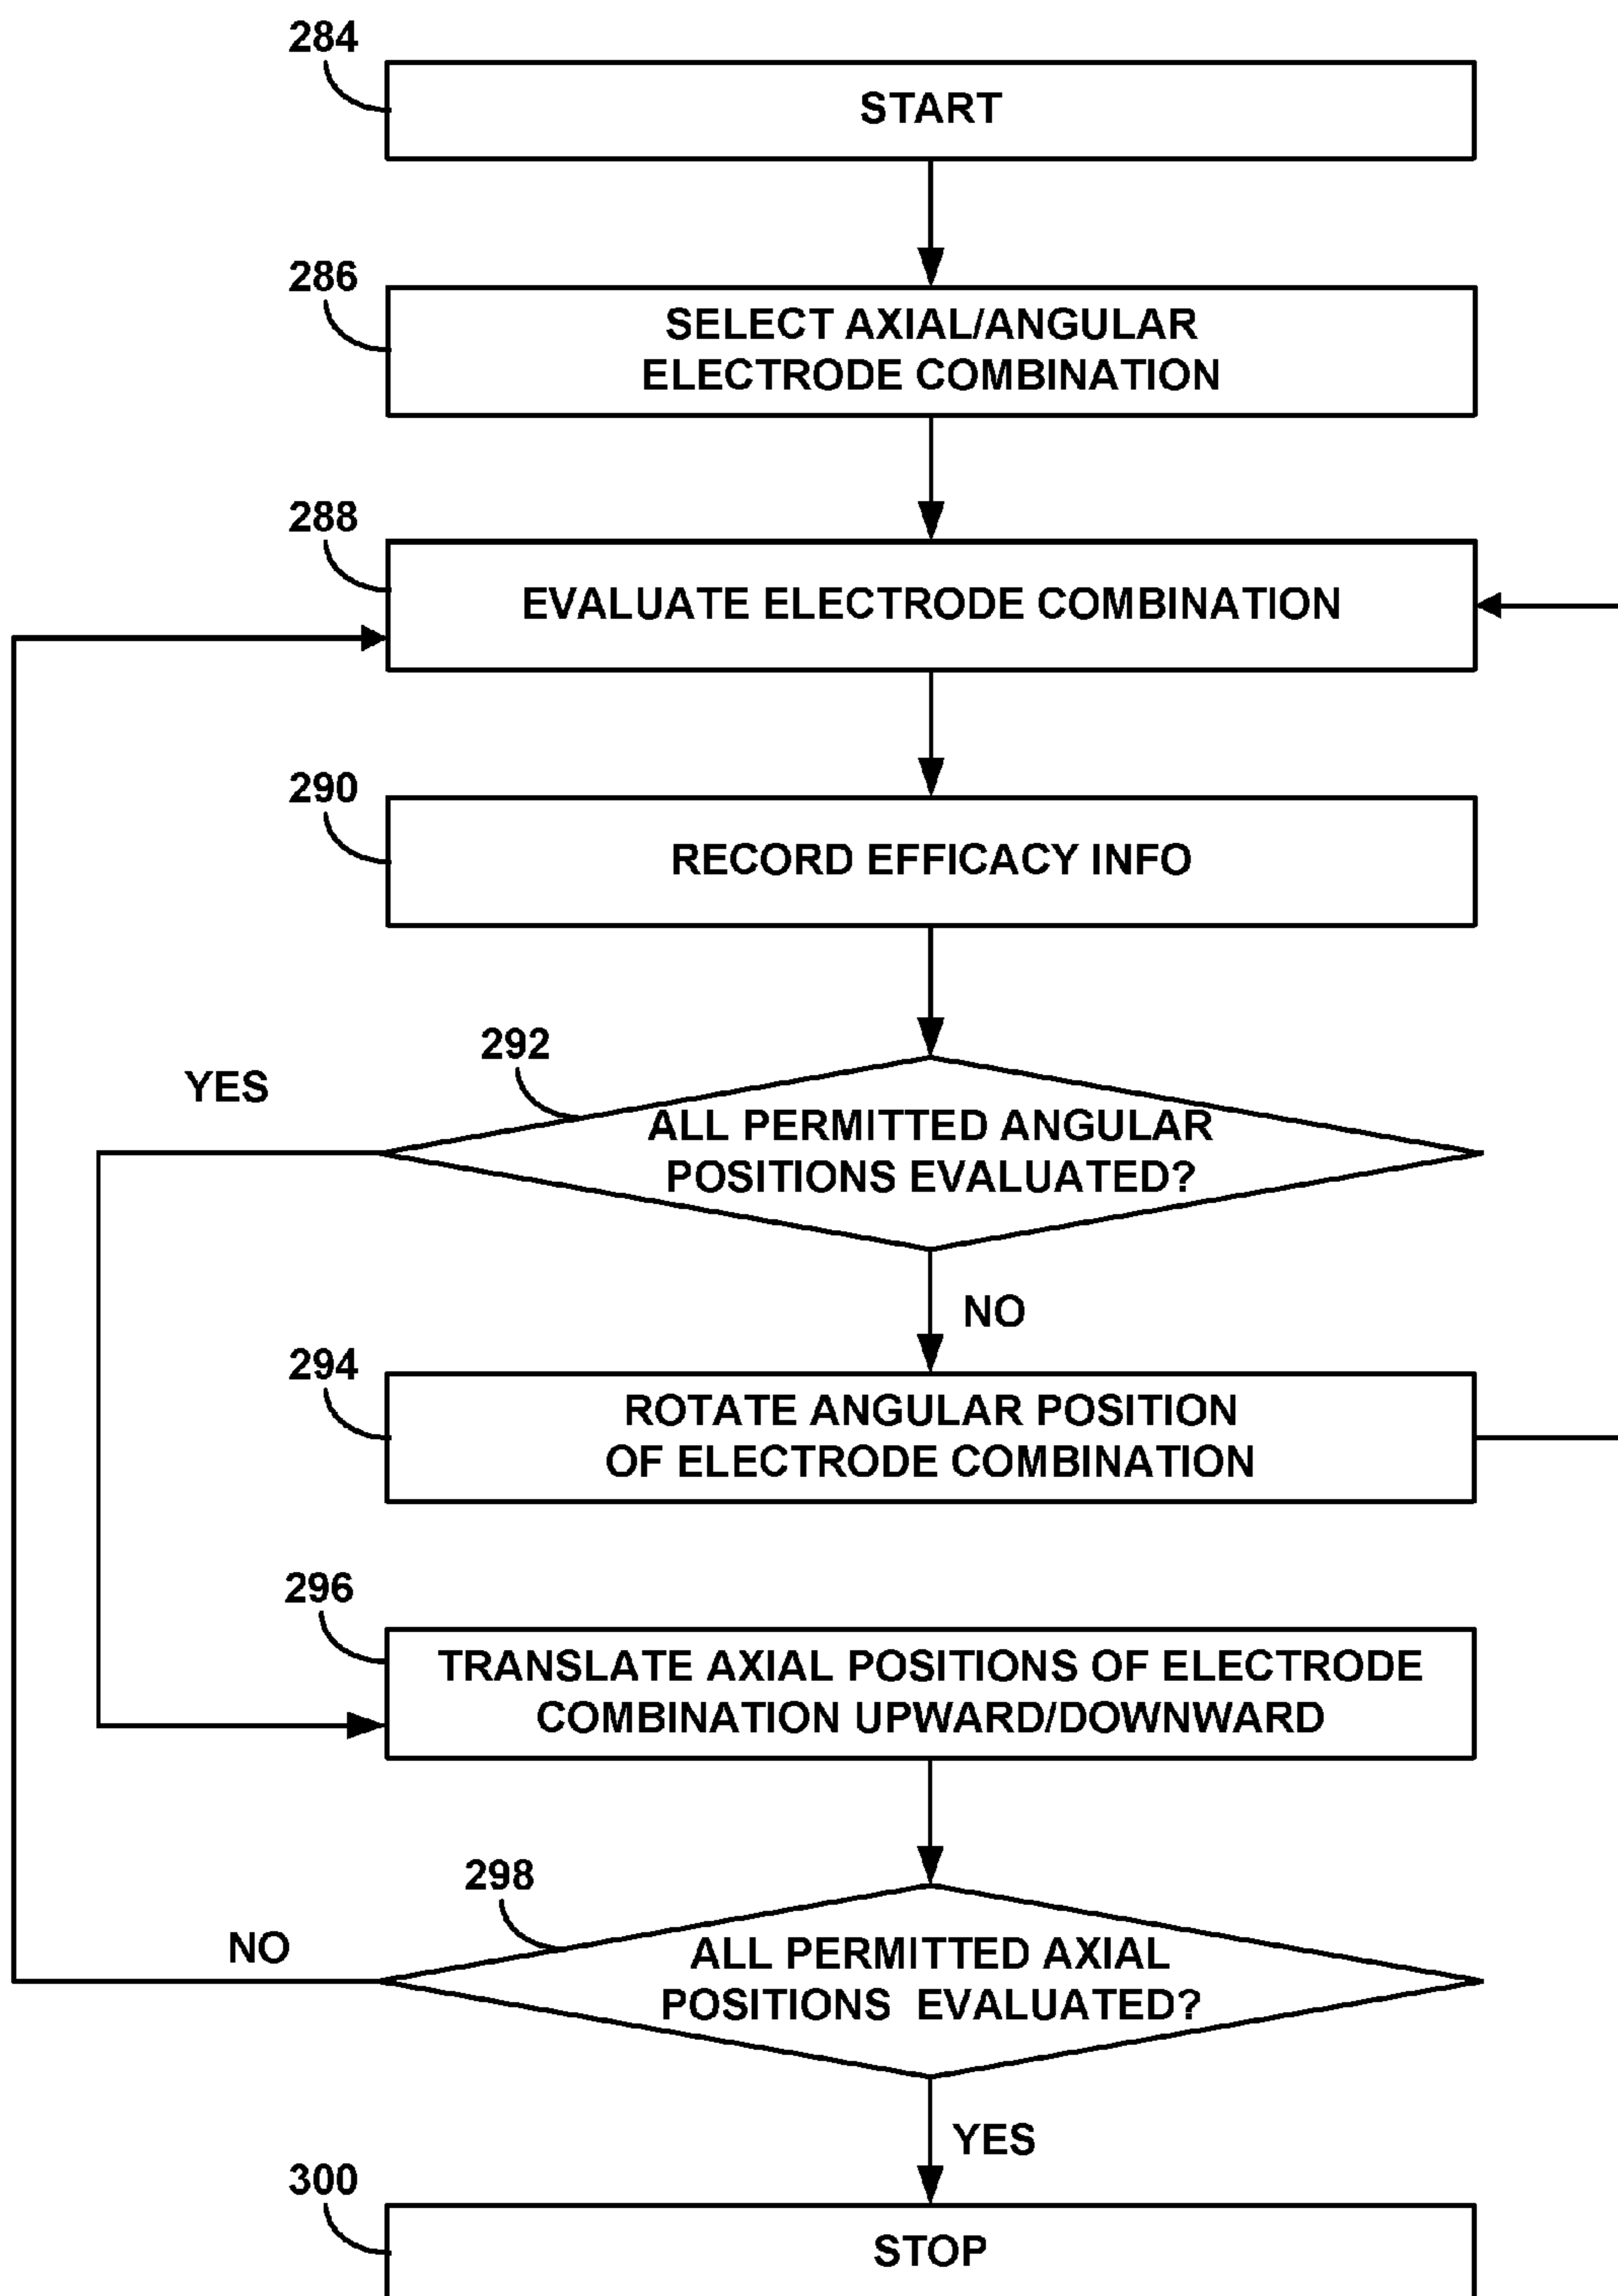 284
START
286
SELECT AXIAL/ANGULAR
ELECTRODE COMBINATION
288
EVALUATE ELECTRODE COMBINATION
290
RECORD EFFICACY INFO
292
YES
ALL PERMITTED ANGULAR
POSITIONS EVALUATED?
NO
294
ROTATE ANGULAR POSITION
OF ELECTRODE COMBINATION
296
TRANSLATE AXIAL POSITIONS OF ELECTRODE
COMBINATION UPWARD/DOWNWARD
298
NO
ALL PERMITTED AXIAL
POSITIONS EVALUATED?
YES
300
STOP